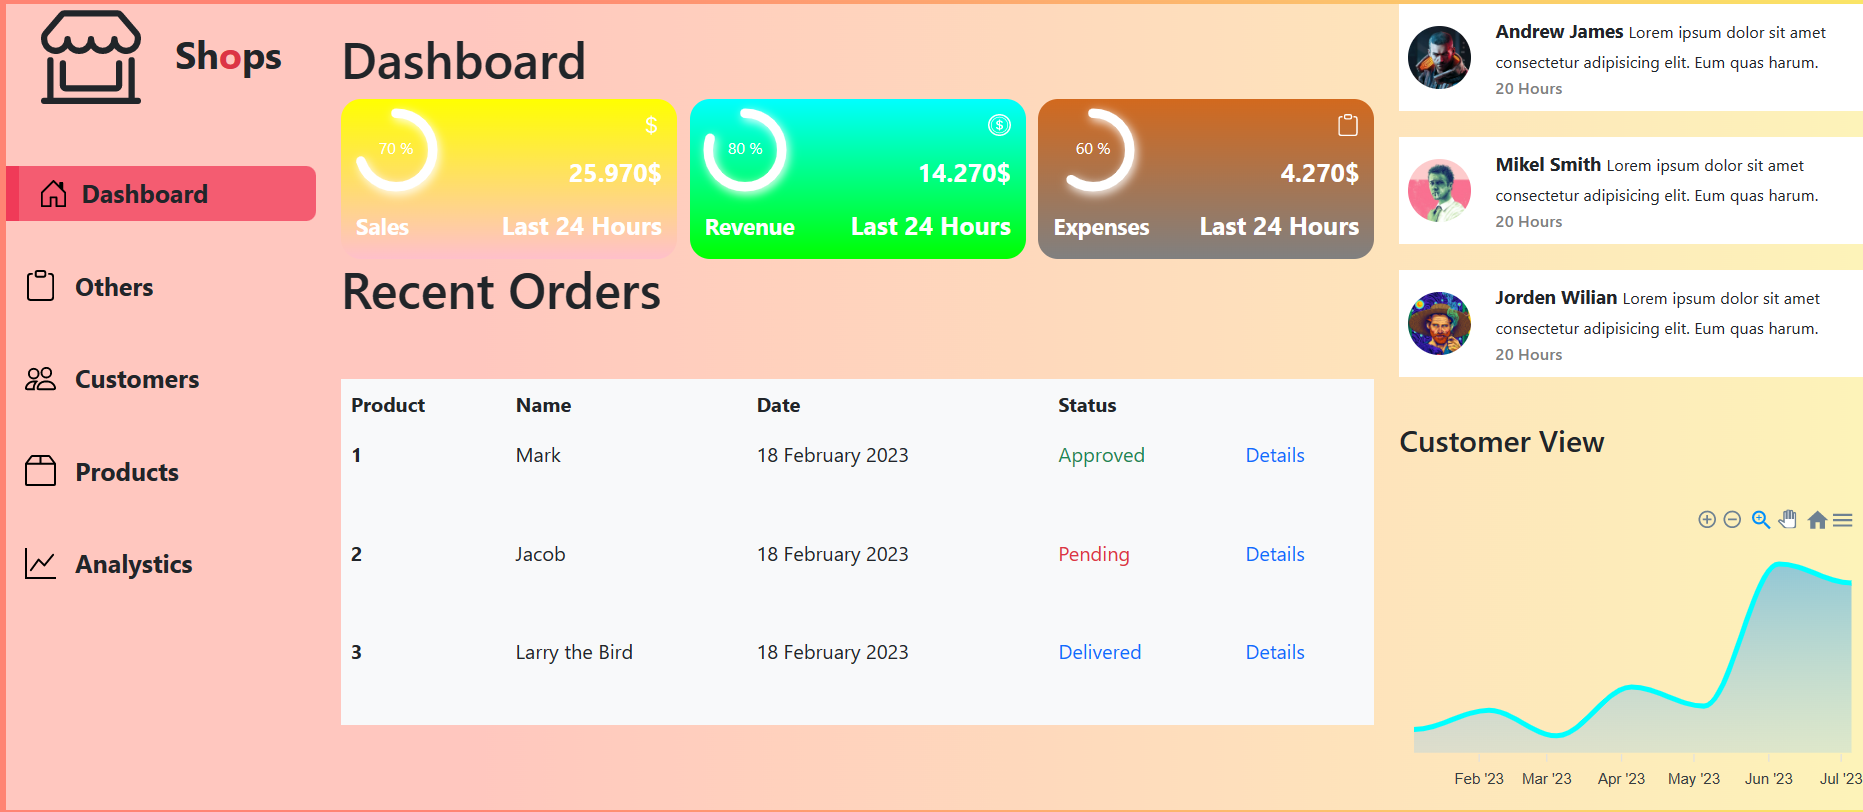 Shops
Dashboard
Others
Customers
Products
Analystics
Dashboard
70 %
$
25.970$
Sales Last 24 Hours
80 %
$
14.270$
Revenue Last 24 Hours
60 %
4.270$
Expenses Last 24 Hours
Recent Orders
Product Name Date Status
1 Mark 18 February 2023 Approved Details
2 Jacob 18 February 2023 Pending Details
3 Larry the Bird 18 February 2023 Delivered Details
Andrew James Lorem ipsum dolor sit amet
consectetur adipisicing elit. Eum quas harum.
20 Hours
Mikel Smith Lorem ipsum dolor sit amet
consectetur adipisicing elit. Eum quas harum.
20 Hours
Jorden Wilian Lorem ipsum dolor sit amet
consectetur adipisicing elit. Eum quas harum.
20 Hours
Customer View
Feb '23 Mar '23 Apr '23 May '23 Jun '23 Jul '23